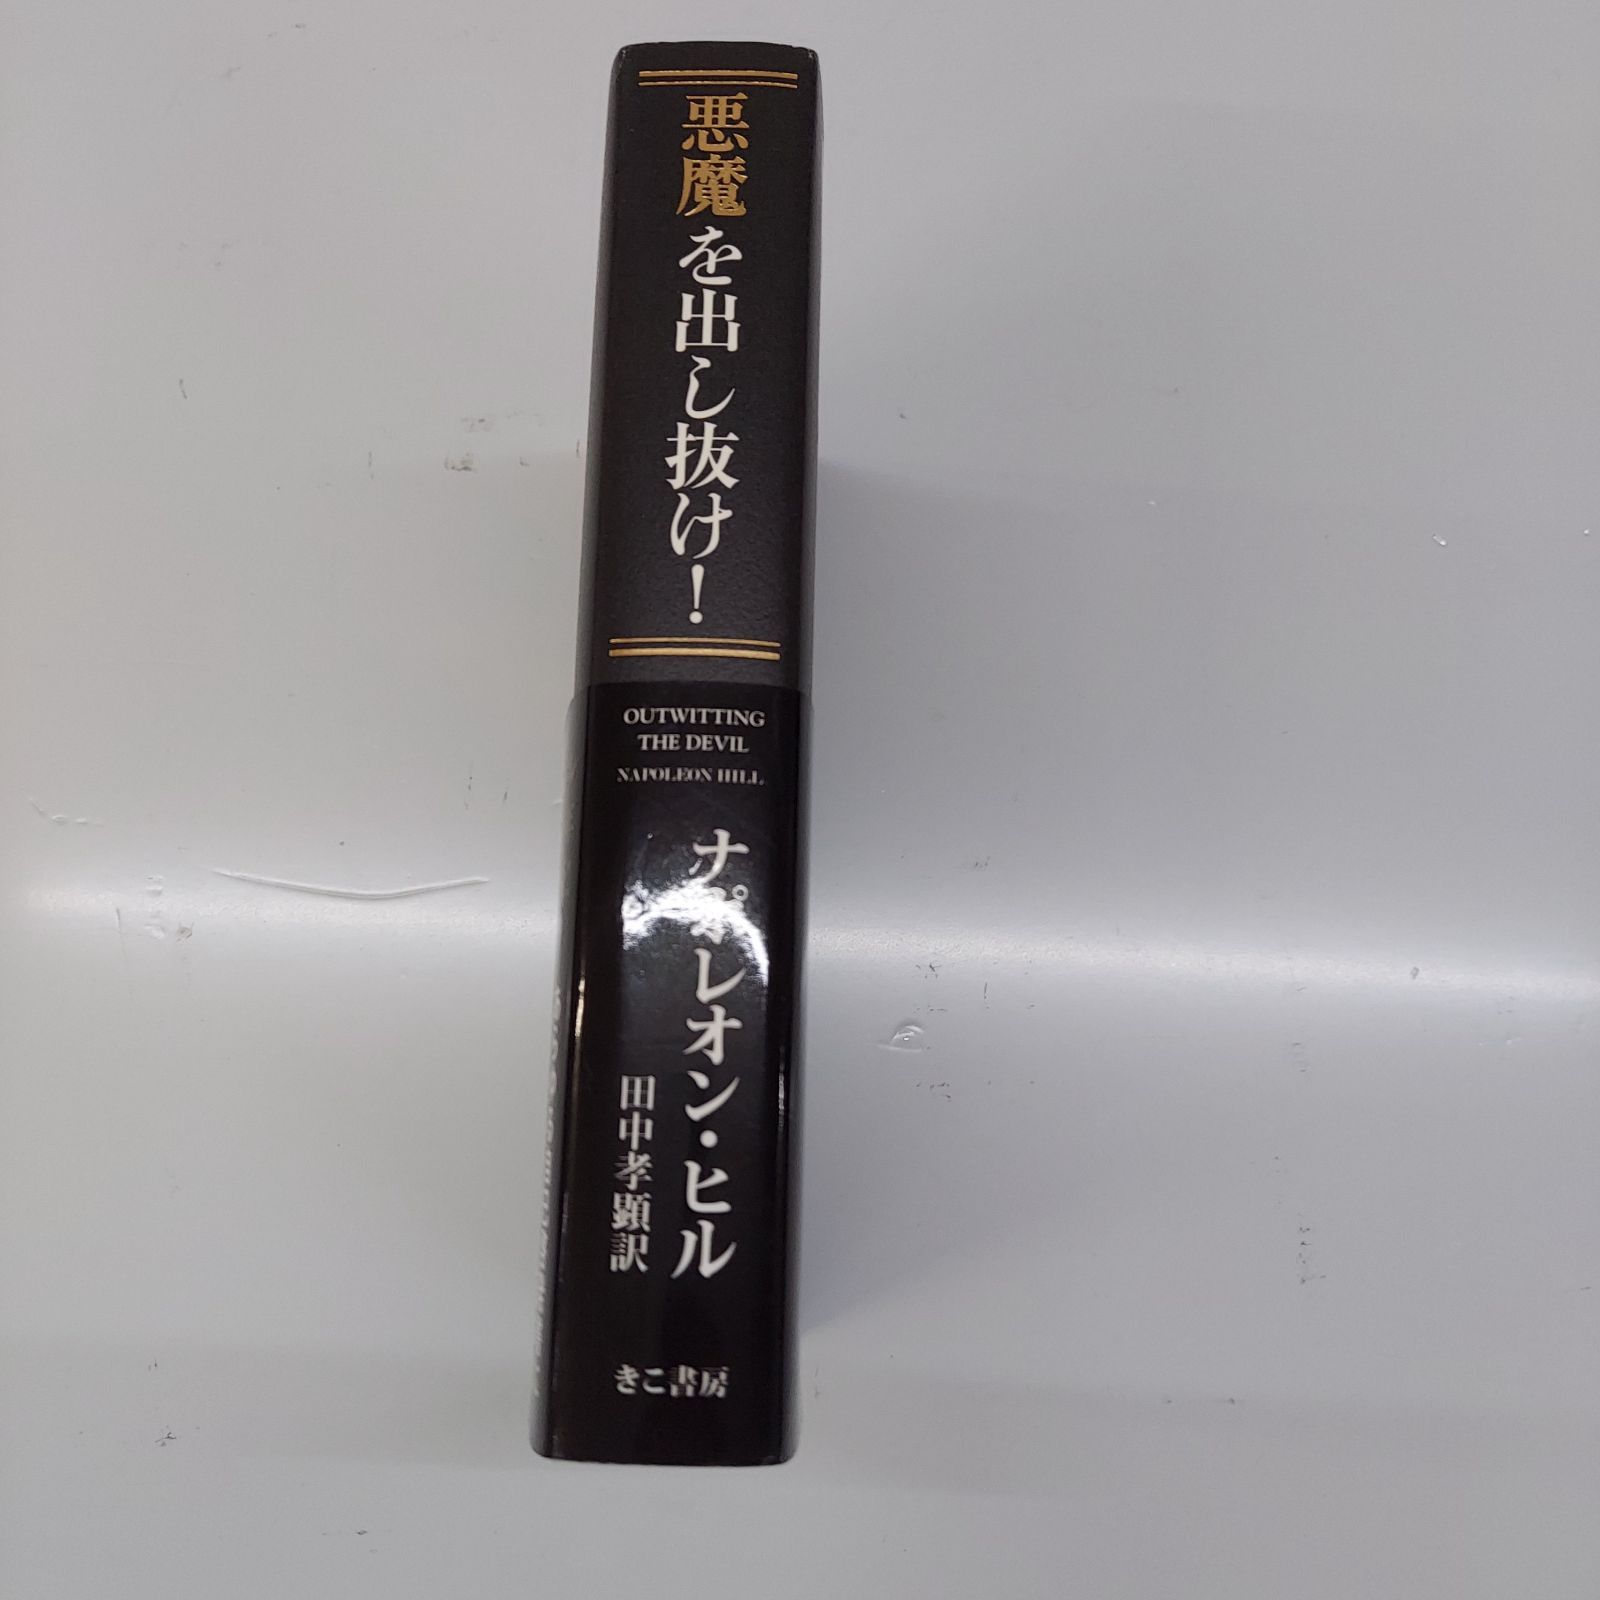 悪魔を出し抜け！
OUTWITTING
THE DEVIL
NAPOLEON HILL
ナポレオン・ヒル
田中孝顕訳
きこ書房